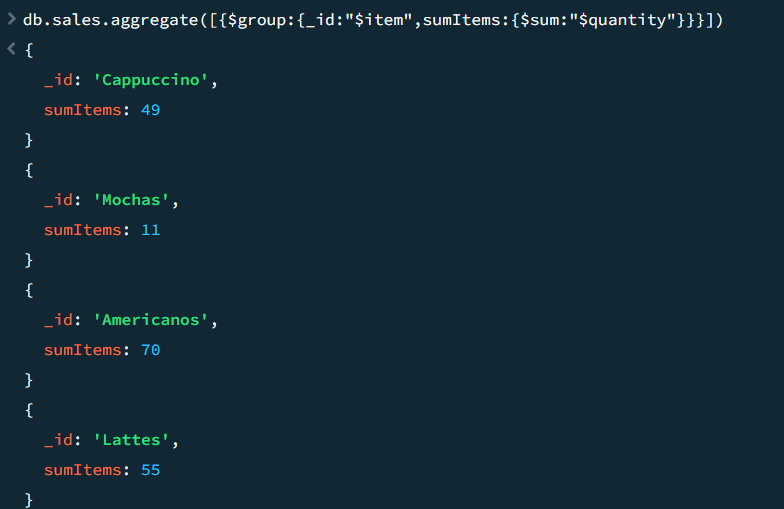 > db.sales.aggregate([{$group:{_id:"$item",sumItems:{$sum:"$quantity"}}}])
< {
_id: 'Cappuccino',
sumItems: 49
}
{
_id: 'Mochas',
sumItems: 11
}
{
_id: 'Americanos',
sumItems: 70
}
{
_id: 'Lattes',
sumItems: 55
}